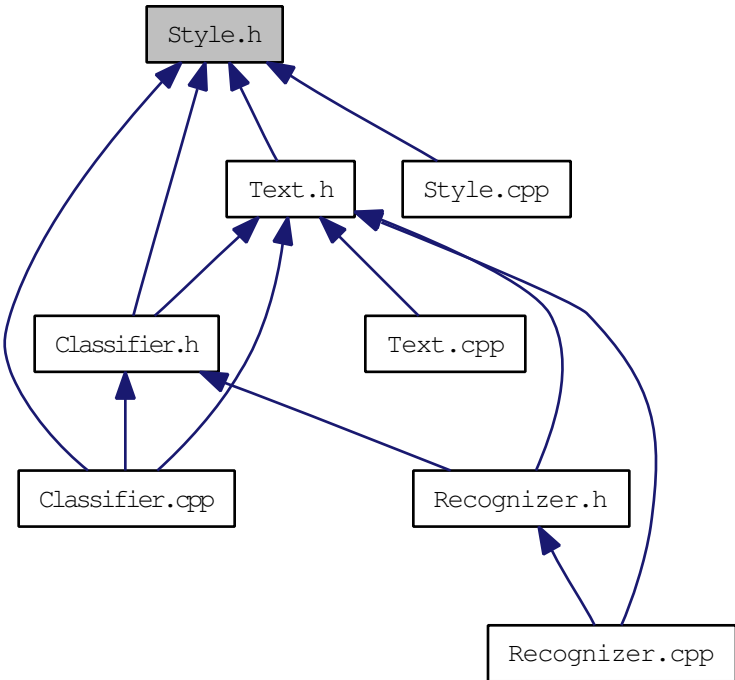 Style.h
Text.h
Style.cpp
Classifier.h
Text.cpp
Classifier.cpp
Recognizer.h
Recognizer.cpp